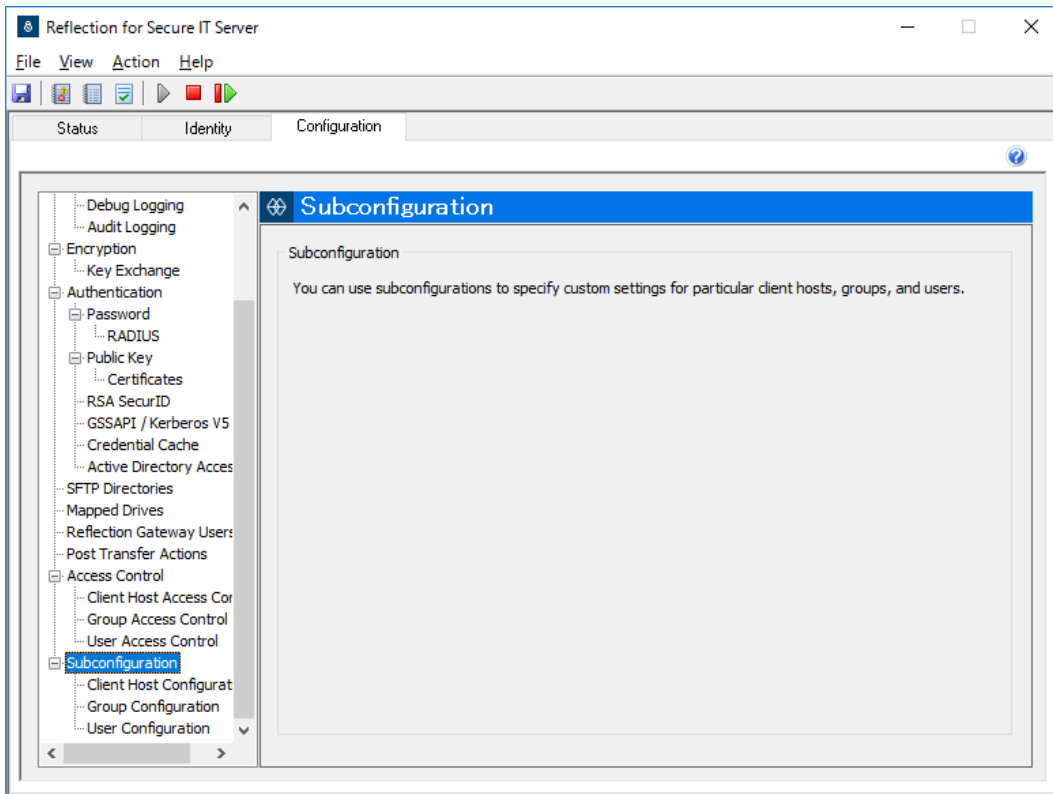 Reflection for Secure IT Server
File View Action Help
Status Identity Configuration
Debug Logging
Audit Logging
Encryption
Key Exchange
Authentication
Password
RADIUS
Public Key
Certificates
RSA SecurID
GSSAPI / Kerberos V5
Credential Cache
Active Directory Acces
SFTP Directories
Mapped Drives
Reflection Gateway Users
Post Transfer Actions
Access Control
Client Host Access Cor
Group Access Control
User Access Control
Subconfiguration
Client Host Configurat
Group Configuration
User Configuration
Subconfiguration
Subconfiguration
You can use subconfigurations to specify custom settings for particular client hosts, groups, and users.